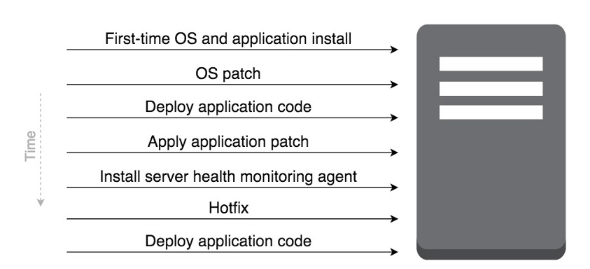 First-time OS and application install
OS patch
Deploy application code
Apply application patch
Install server health monitoring agent
Hotfix
Deploy application code
Time